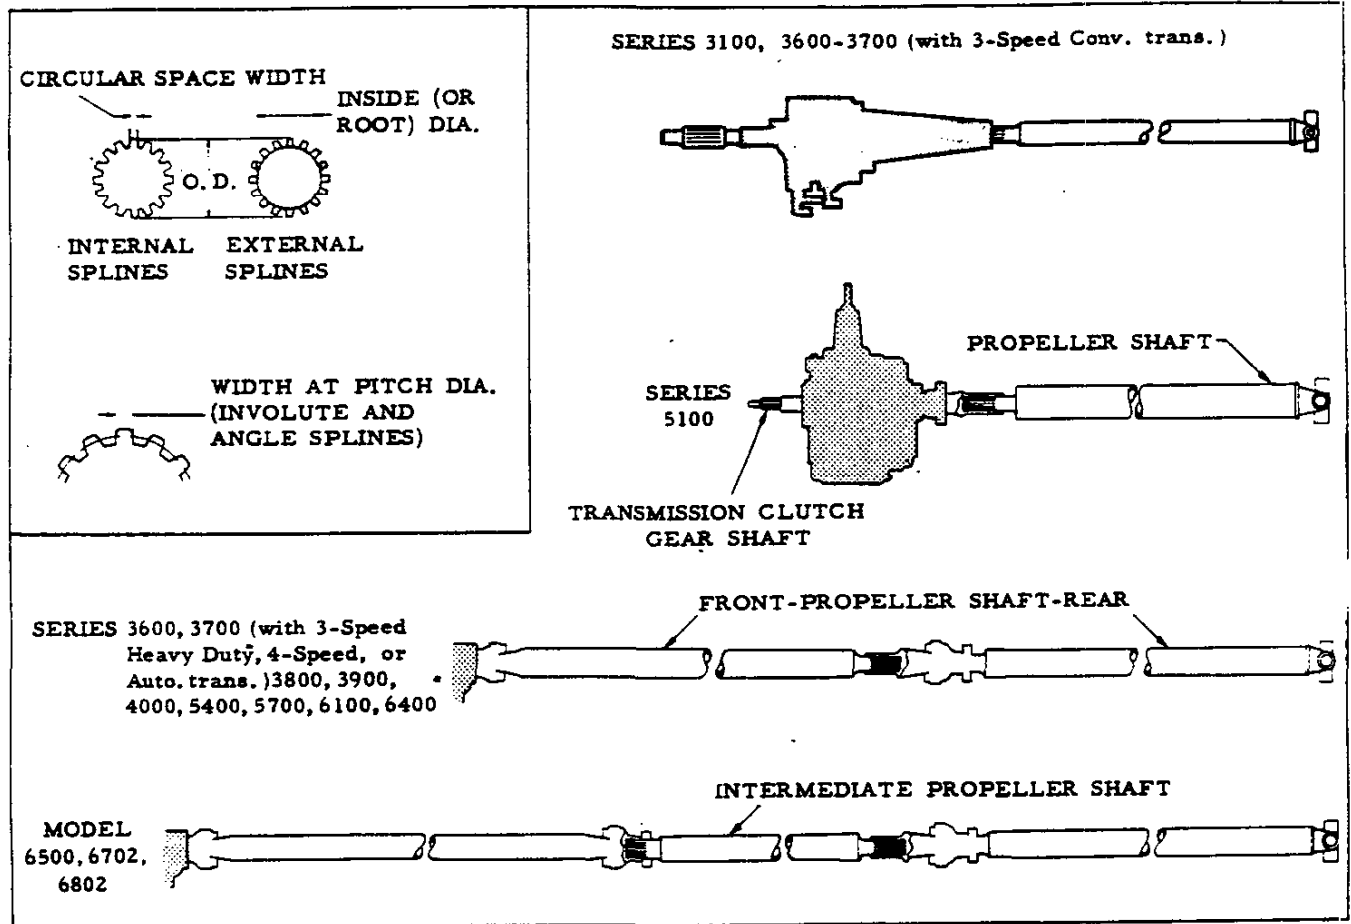 CIRCULAR SPACE WIDTH
INSIDE (OR
ROOT) DIA.
O. D.
INTERNAL
SPLINES
EXTERNAL
SPLINES
WIDTH AT PITCH DIA.
(INVOLUTE AND
ANGLE SPLINES)
SERIES 3100, 3600-3700 (with 3-Speed Conv. trans.)
PROPELLER SHAFT
SERIES
5100
TRANSMISSION CLUTCH
GEAR SHAFT
FRONT-PROPELLER SHAFT-REAR
SERIES 3600, 3700 (with 3-Speed
Heavy Duty, 4-Speed, or
Auto. trans.)3800, 3900,
4000, 5400, 5700, 6100, 6400
INTERMEDIATE PROPELLER SHAFT
MODEL
6500, 6702,
6802